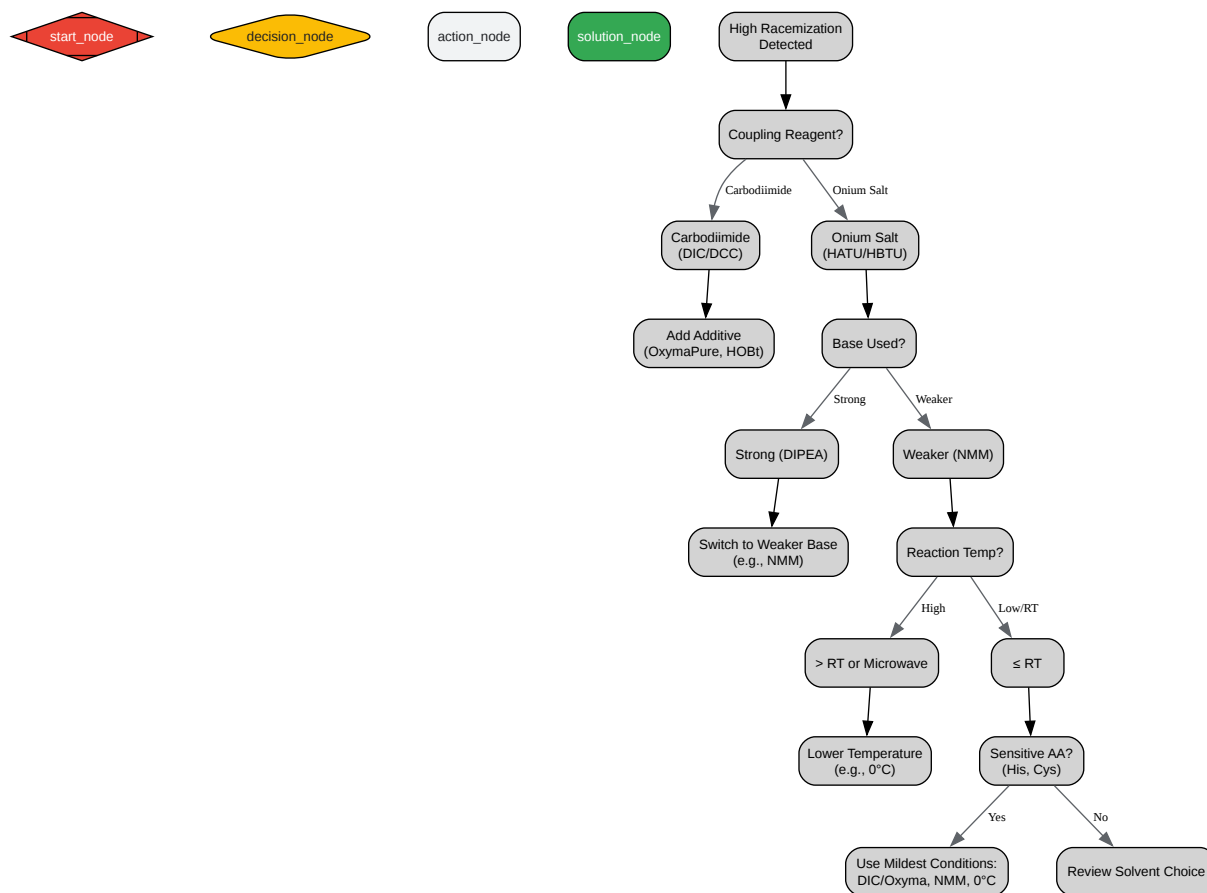 start_node
decision_node
action_node
solution_node
High Racemization
Detected
Coupling Reagent?
Carbodiimide
Onium Salt
Carbodiimide
(DIC/DCC)
Onium Salt
(HATU/HBTU)
Add Additive
(OxymaPure, HOBt)
Base Used?
Strong
Weaker
Strong (DIPEA)
Weaker (NMM)
Switch to Weaker Base
(e.g., NMM)
Reaction Temp?
High
Low/RT
> RT or Microwave
≤ RT
Lower Temperature
(e.g., 0°C)
Sensitive AA?
(His, Cys)
Yes
No
Use Mildest Conditions:
DIC/Oxyma, NMM, 0°C
Review Solvent Choice